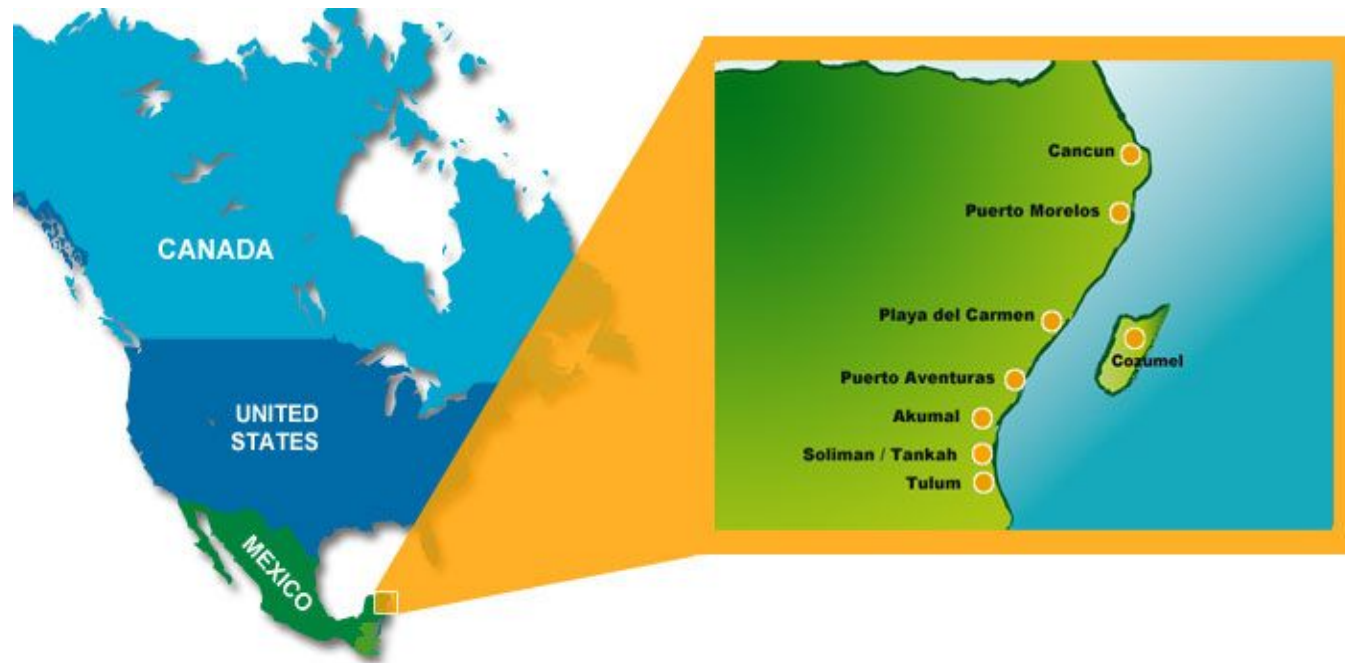 CANADA
UNITED
STATES
MEXICO
Cancun
Puerto Morelos
Playa del Carmen
Cozumel
Puerto Aventuras
Akumal
Soliman / Tankah
Tulum